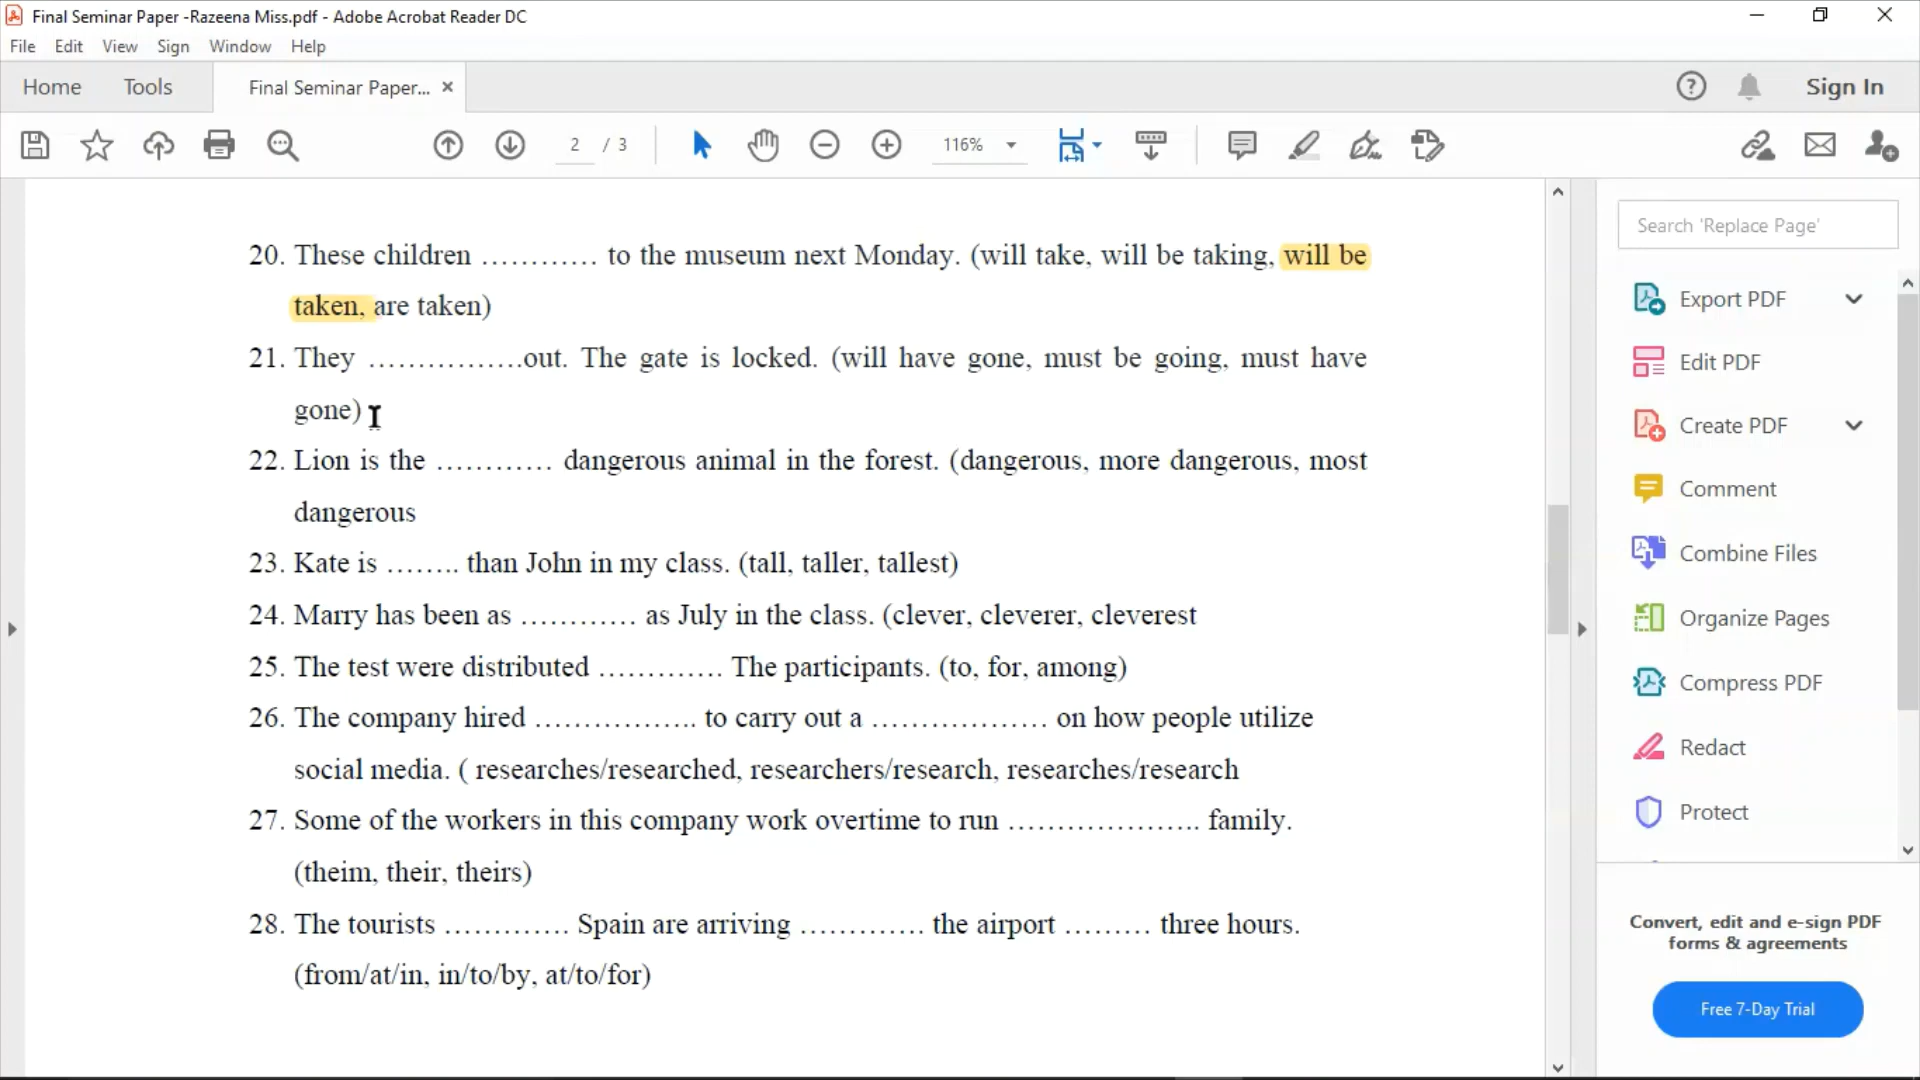 Final Seminar Paper -Razeena Miss.pdf - Adobe Acrobat Reader DC
File Edit View Sign Window Help
Home Tools Final Seminar Paper... × Sign In
2 / 3 116%
20. These children ………… to the museum next Monday. (will take, will be taking, will be
taken, are taken)
21. They ……………..out. The gate is locked. (will have gone, must be going, must have
gone)
22. Lion is the ………… dangerous animal in the forest. (dangerous, more dangerous, most
dangerous
23. Kate is …….. than John in my class. (tall, taller, tallest)
24. Marry has been as ………… as July in the class. (clever, cleverer, cleverest
25. The test were distributed …………. The participants. (to, for, among)
26. The company hired …………….. to carry out a ………………. on how people utilize
social media. ( researches/researched, researchers/research, researches/research
27. Some of the workers in this company work overtime to run ………………….. family.
(theim, their, theirs)
28. The tourists …………. Spain are arriving …………. the airport ……… three hours.
(from/at/in, in/to/by, at/to/for)
Search 'Replace Page'
Export PDF
Edit PDF
Create PDF
Comment
Combine Files
Organize Pages
Compress PDF
Redact
Protect
Convert, edit and e-sign PDF
forms & agreements
Free 7-Day Trial